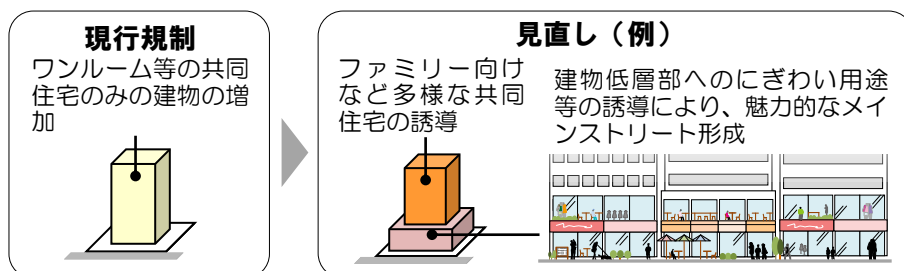 現行規制
ワンルーム等の共同
住宅のみの建物の増
加
見直し（例）
ファミリー向け
など多様な共同
住宅の誘導
建物低層部へのにぎわい用途
等の誘導により、魅力的なメイ
ンストリート形成